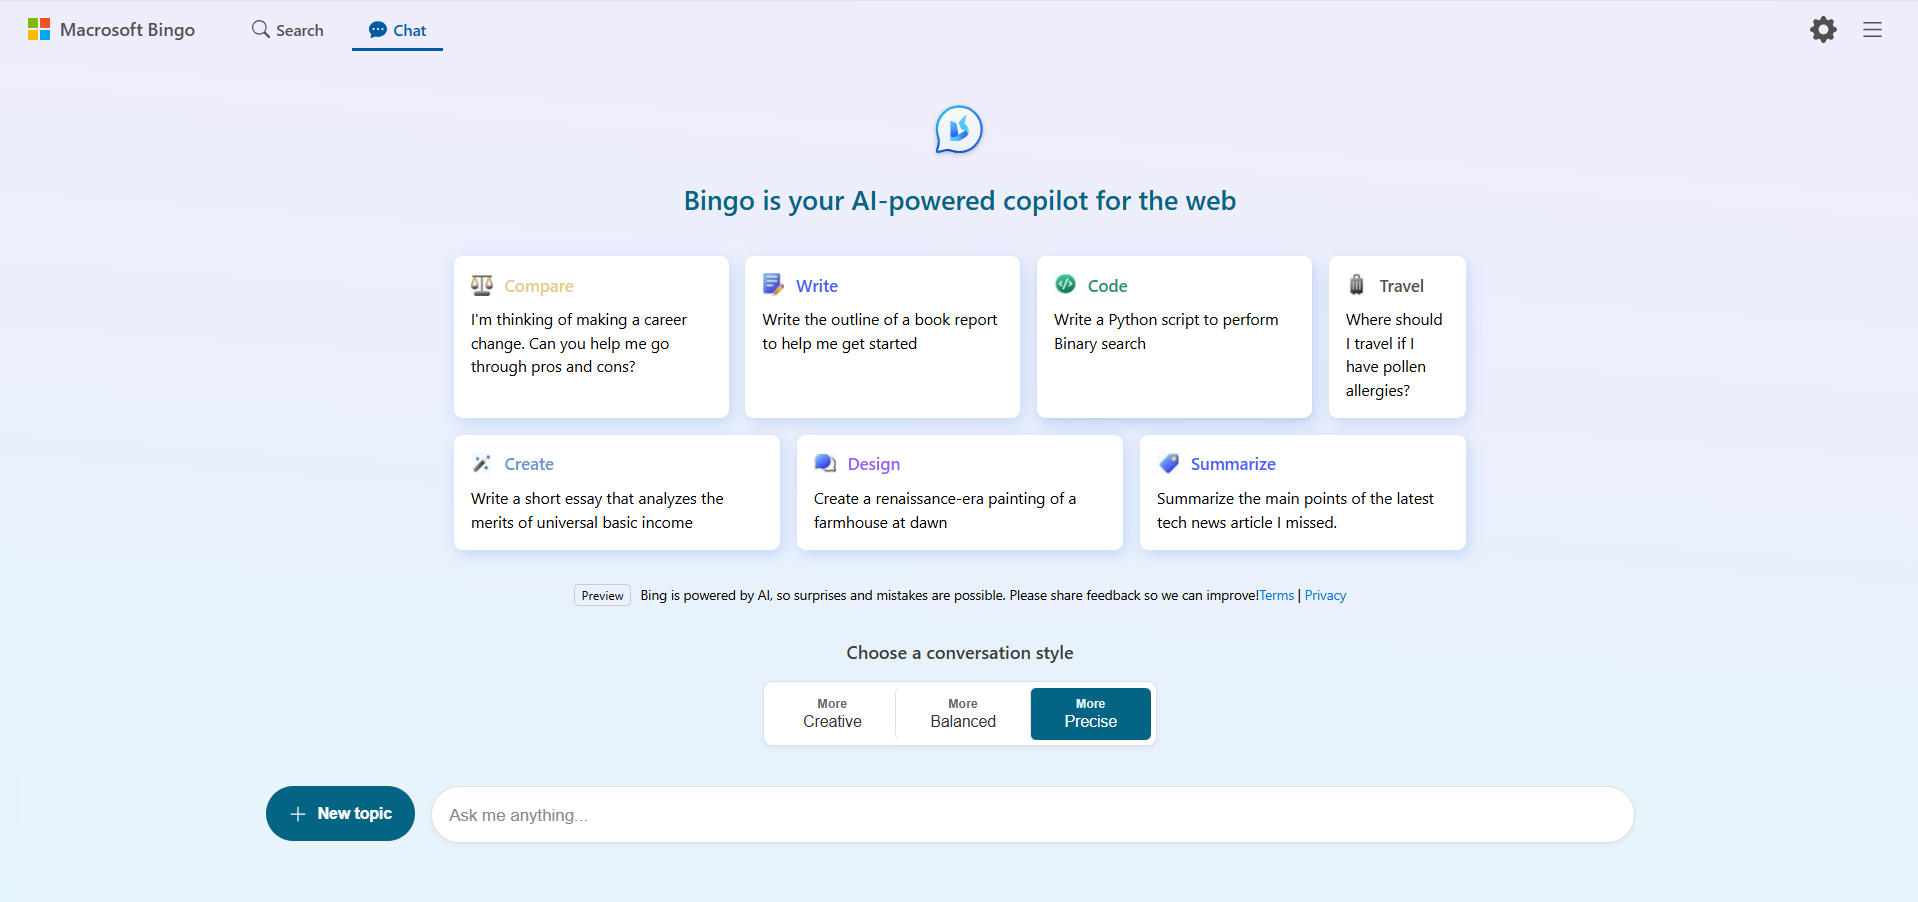 Macrosoft Bingo
Search
Chat
Bingo is your AI-powered copilot for the web
Compare
I'm thinking of making a career
change. Can you help me go
through pros and cons?
Write
Write the outline of a book report
to help me get started
Code
Write a Python script to perform
Binary search
Travel
Where should
I travel if I
have pollen
allergies?
Create
Write a short essay that analyzes the
merits of universal basic income
Design
Create a renaissance-era painting of a
farmhouse at dawn
Summarize
Summarize the main points of the latest
tech news article I missed.
Preview Bing is powered by AI, so surprises and mistakes are possible. Please share feedback so we can improve!Terms | Privacy
Choose a conversation style
More
Creative
More
Balanced
More
Precise
New topic
Ask me anything...